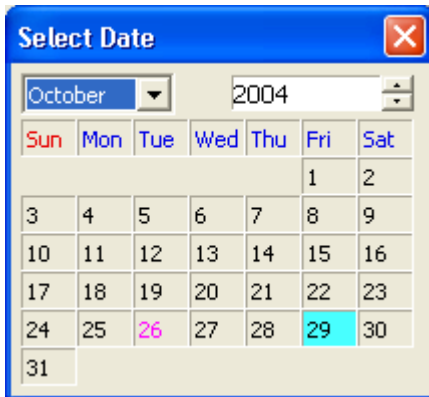 Select Date
October 2004
Sun Mon Tue Wed Thu Fri Sat
1 2
3 4 5 6 7 8 9
10 11 12 13 14 15 16
17 18 19 20 21 22 23
24 25 26 27 28 29 30
31